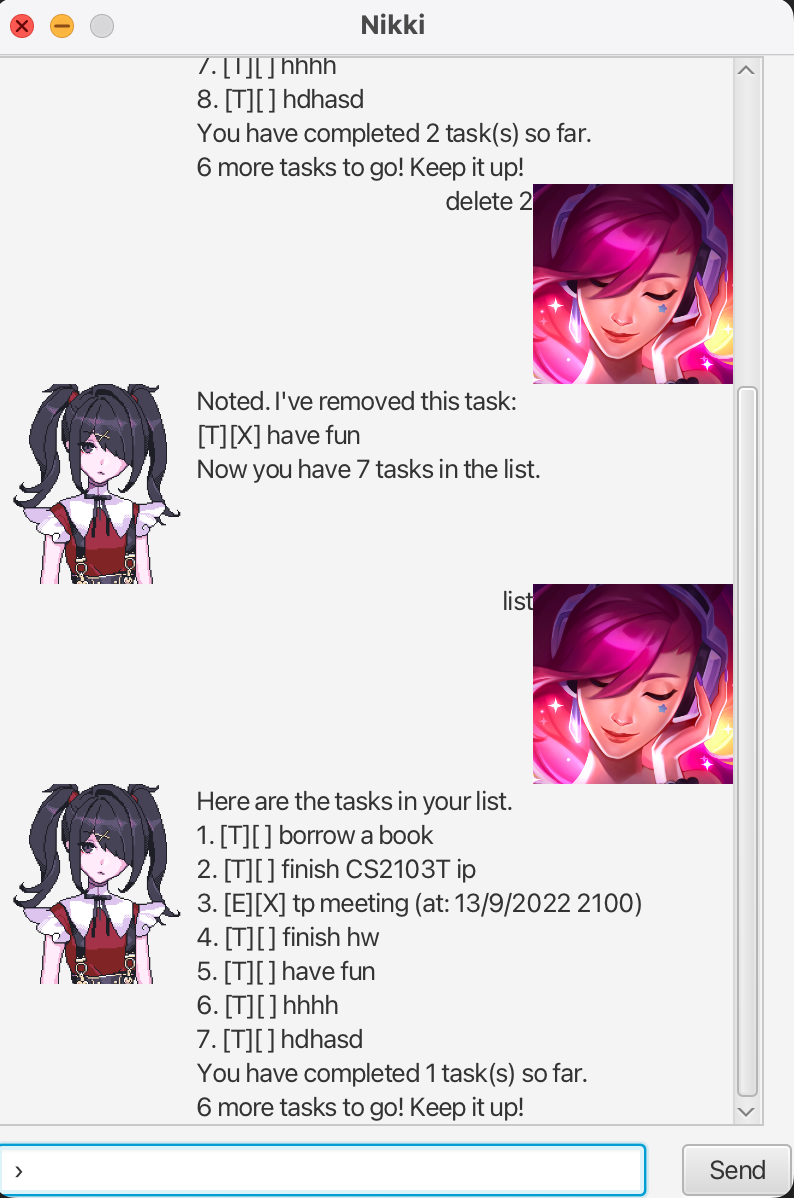 Nikki
7. [T][ ] hhhh
8. [T][ ] hdhasd
You have completed 2 task(s) so far.
6 more tasks to go! Keep it up!
delete 2
Noted. I've removed this task:
[T][X] have fun
Now you have 7 tasks in the list.
list
Here are the tasks in your list.
1. [T][ ] borrow a book
2. [T][ ] finish CS2103T ip
3. [E][X] tp meeting (at: 13/9/2022 2100)
4. [T][ ] finish hw
5. [T][ ] have fun
6. [T][ ] hhhh
7. [T][ ] hdhasd
You have completed 1 task(s) so far.
6 more tasks to go! Keep it up!
›
Send